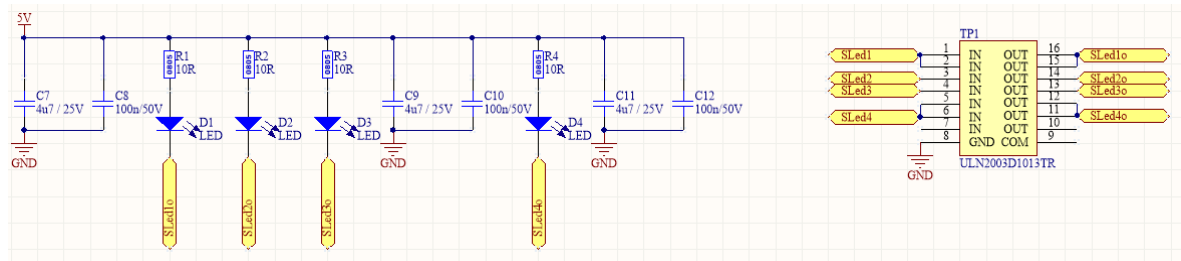 5V
R1
0805
10R
R2
0805
10R
R3
0805
10R
R4
0805
10R
C7
4u7 / 25V
C8
100n/50V
C9
4u7 / 25V
C10
100n/50V
C11
4u7 / 25V
C12
100n/50V
D1
LED
D2
LED
D3
LED
D4
LED
GND
GND
GND
SLed1o
SLed2o
SLed3o
SLed4o
TP1
SLed1 1 IN OUT 16 SLed1o
2 IN OUT 15
SLed2 3 IN OUT 14 SLed2o
SLed3 4 IN OUT 13 SLed3o
5 IN OUT 12
SLed4 6 IN OUT 11 SLed4o
7 IN OUT 10
8 GND COM 9
GND
ULN2003D1013TR